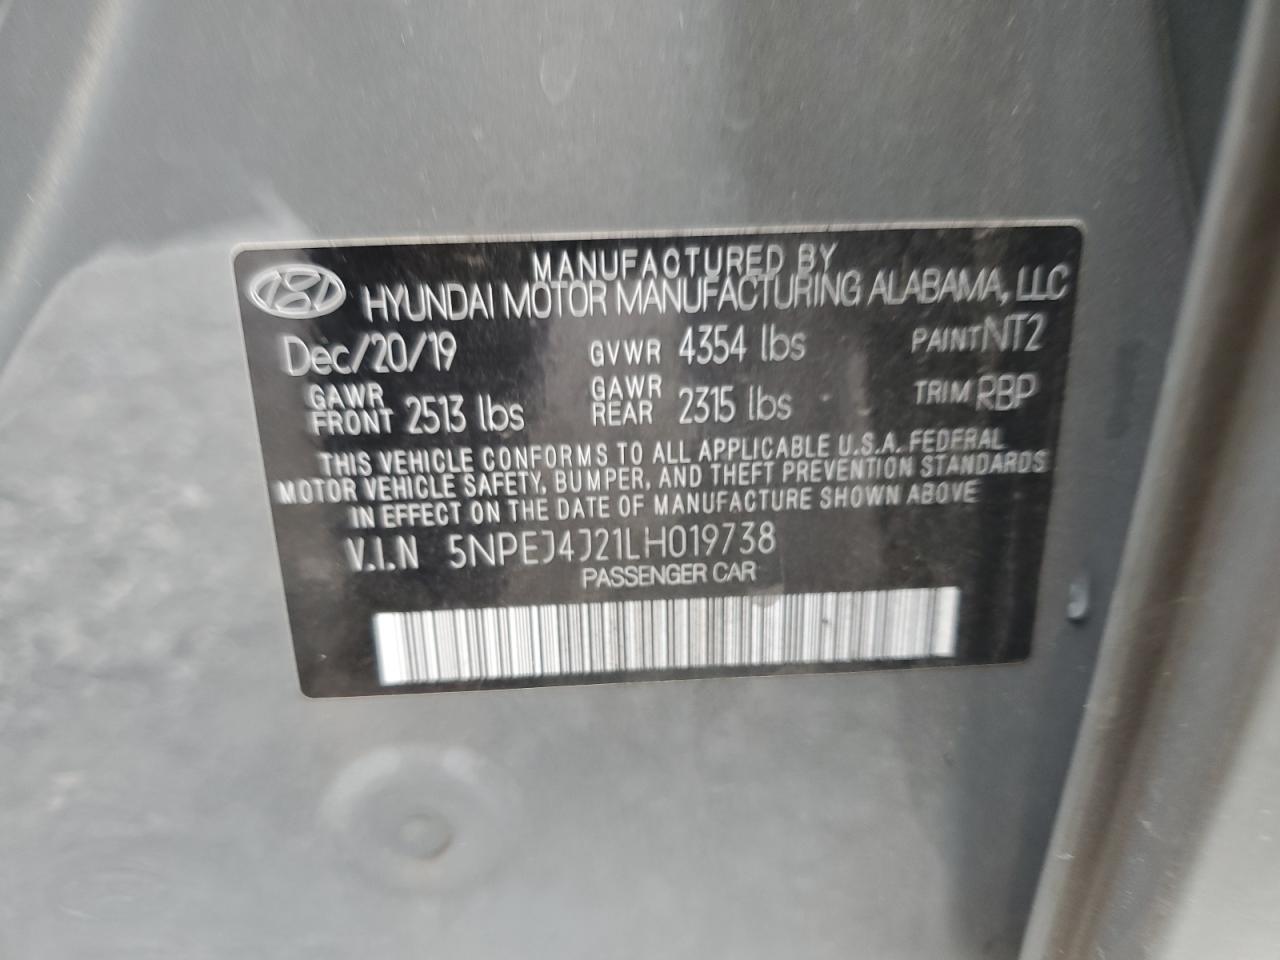 MANUFACTURED BY
HYUNDAI MOTOR MANUFACTURING ALABAMA, LLC
Dec/20/19 GVWR 4354 lbs PAINT NT2
GAWR FRONT 2513 lbs GAWR REAR 2315 lbs TRIM RBP
THIS VEHICLE CONFORMS TO ALL APPLICABLE U.S.A. FEDERAL
MOTOR VEHICLE SAFETY, BUMPER, AND THEFT PREVENTION STANDARDS
IN EFFECT ON THE DATE OF MANUFACTURE SHOWN ABOVE
V.I.N 5NPEJ4J21LH019738
PASSENGER CAR